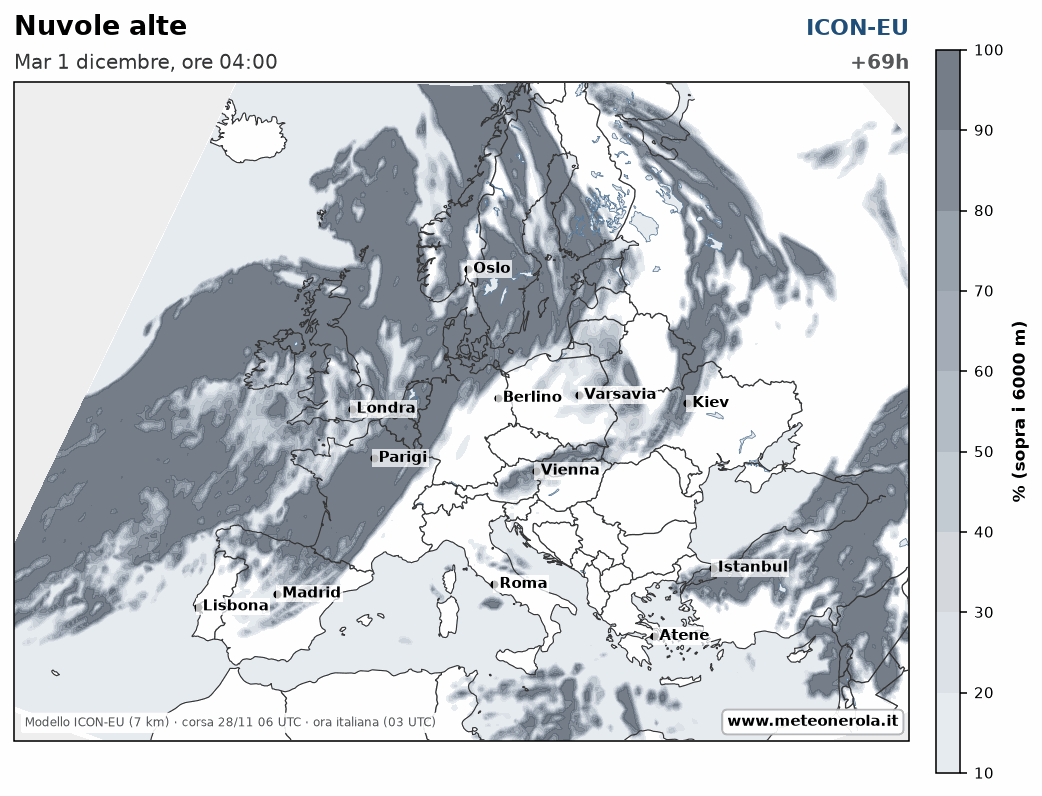 Nuvole alte
ICON-EU
Mar 1 dicembre, ore 04:00
+69h
Oslo
Londra
Berlino
Varsavia
Kiev
Parigi
Vienna
Istanbul
Roma
Madrid
Lisbona
Atene
Modello ICON-EU (7 km) · corsa 28/11 06 UTC · ora italiana (03 UTC)
www.meteonerola.it
100
90
80
70
60
50
40
30
20
10
% (sopra i 6000 m)